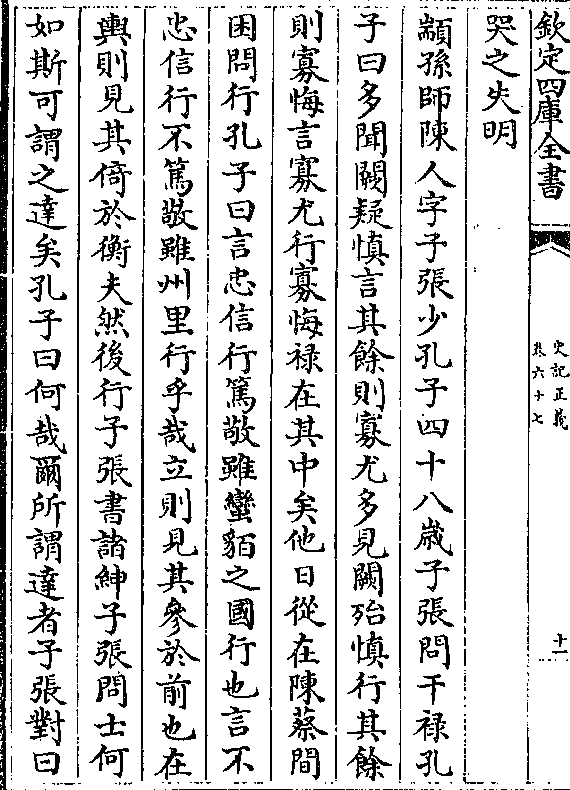 欽定四庫全書
史記正義
卷六十七
十一
哭之失明
顓孫師陳人字子張少孔子四十八歲子張問干祿孔
子曰多聞闕疑慎言其餘則寡尤多見闕殆慎行其餘
則寡悔言寡尤行寡悔祿在其中矣他日從在陳蔡間
困問行孔子曰言忠信行篤敬雖蠻貊之國行也言不
忠信行不篤敬雖州里行乎哉立則見其參於前也在
輿則見其倚於衡夫然後行子張書諸紳子張問士何
如斯可謂之達矣孔子曰何哉爾所謂達者子張對曰